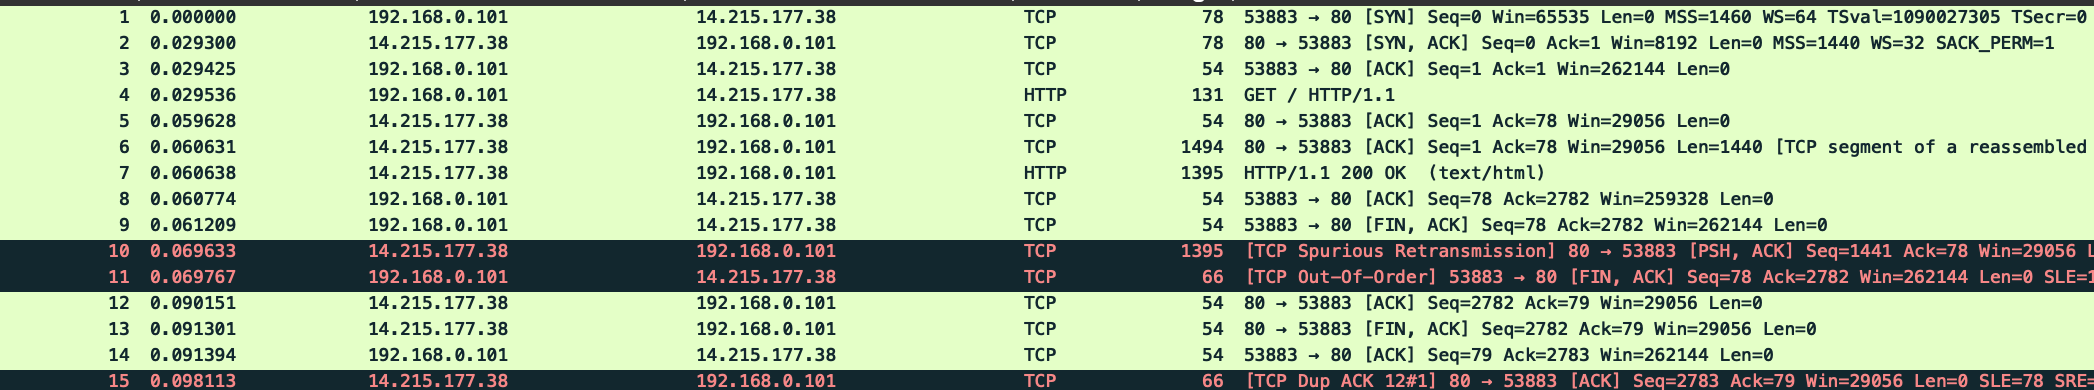 1 0.000000 192.168.0.101 14.215.177.38 TCP 78 53883 → 80 [SYN] Seq=0 Win=65535 Len=0 MSS=1460 WS=64 TSval=1090027305 TSecr=0
2 0.029300 14.215.177.38 192.168.0.101 TCP 78 80 → 53883 [SYN, ACK] Seq=0 Ack=1 Win=8192 Len=0 MSS=1440 WS=32 SACK_PERM=1
3 0.029425 192.168.0.101 14.215.177.38 TCP 54 53883 → 80 [ACK] Seq=1 Ack=1 Win=262144 Len=0
4 0.029536 192.168.0.101 14.215.177.38 HTTP 131 GET / HTTP/1.1
5 0.059628 14.215.177.38 192.168.0.101 TCP 54 80 → 53883 [ACK] Seq=1 Ack=78 Win=29056 Len=0
6 0.060631 14.215.177.38 192.168.0.101 TCP 1494 80 → 53883 [ACK] Seq=1 Ack=78 Win=29056 Len=1440 [TCP segment of a reassembled
7 0.060638 14.215.177.38 192.168.0.101 HTTP 1395 HTTP/1.1 200 OK (text/html)
8 0.060774 192.168.0.101 14.215.177.38 TCP 54 53883 → 80 [ACK] Seq=78 Ack=2782 Win=259328 Len=0
9 0.061209 192.168.0.101 14.215.177.38 TCP 54 53883 → 80 [FIN, ACK] Seq=78 Ack=2782 Win=262144 Len=0
10 0.069633 14.215.177.38 192.168.0.101 TCP 1395 [TCP Spurious Retransmission] 80 → 53883 [PSH, ACK] Seq=1441 Ack=78 Win=29056
11 0.069767 192.168.0.101 14.215.177.38 TCP 66 [TCP Out-Of-Order] 53883 → 80 [FIN, ACK] Seq=78 Ack=2782 Win=262144 Len=0 SLE=1
12 0.090151 14.215.177.38 192.168.0.101 TCP 54 80 → 53883 [ACK] Seq=2782 Ack=79 Win=29056 Len=0
13 0.091301 14.215.177.38 192.168.0.101 TCP 54 80 → 53883 [FIN, ACK] Seq=2782 Ack=79 Win=29056 Len=0
14 0.091394 192.168.0.101 14.215.177.38 TCP 54 53883 → 80 [ACK] Seq=79 Ack=2783 Win=262144 Len=0
15 0.098113 14.215.177.38 192.168.0.101 TCP 66 [TCP Dup ACK 12#1] 80 → 53883 [ACK] Seq=2783 Ack=79 Win=29056 Len=0 SLE=78 SRE=